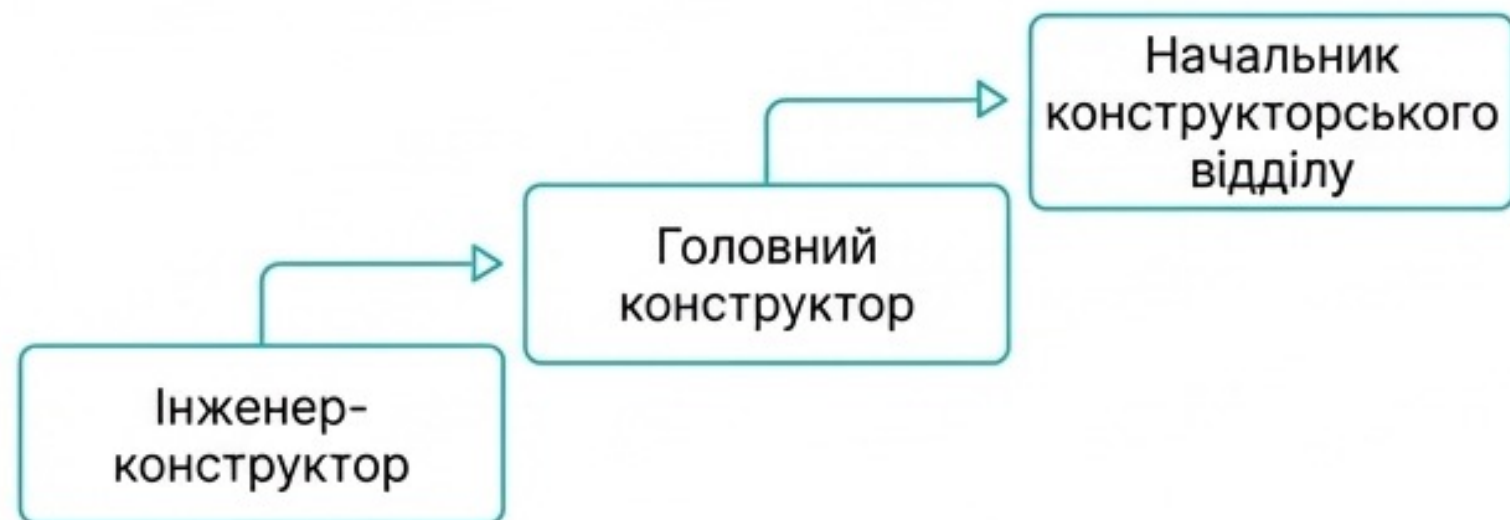 Начальник
конструкторського
відділу
Головний
конструктор
Інженер-
конструктор